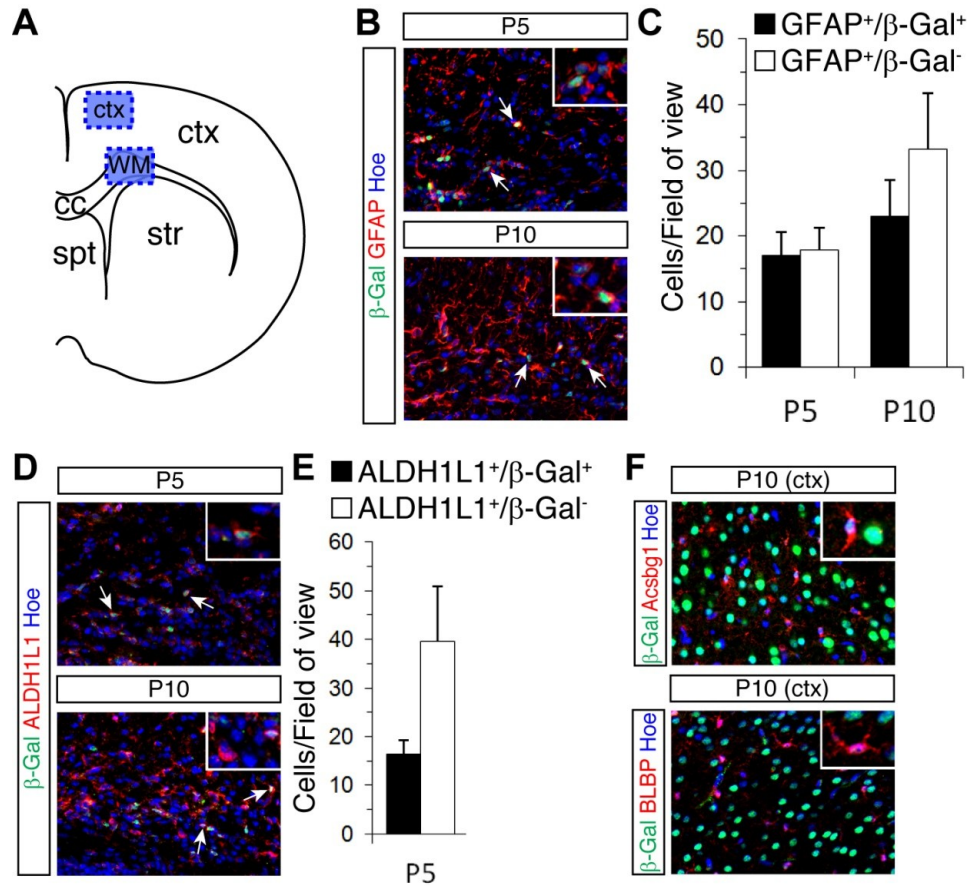 A
ctx
ctx
WM
cc
spt
str
B
P5
P10
β-Gal GFAP Hoe
C
GFAP⁺/β-Gal⁺
GFAP⁺/β-Gal⁻
50
40
30
20
10
0
Cells/Field of view
P5
P10
D
P5
P10
β-Gal ALDH1L1 Hoe
E
ALDH1L1⁺/β-Gal⁺
ALDH1L1⁺/β-Gal⁻
60
50
40
30
20
10
0
Cells/Field of view
P5
F
P10 (ctx)
β-Gal Acsbg1 Hoe
P10 (ctx)
β-Gal BLBP Hoe